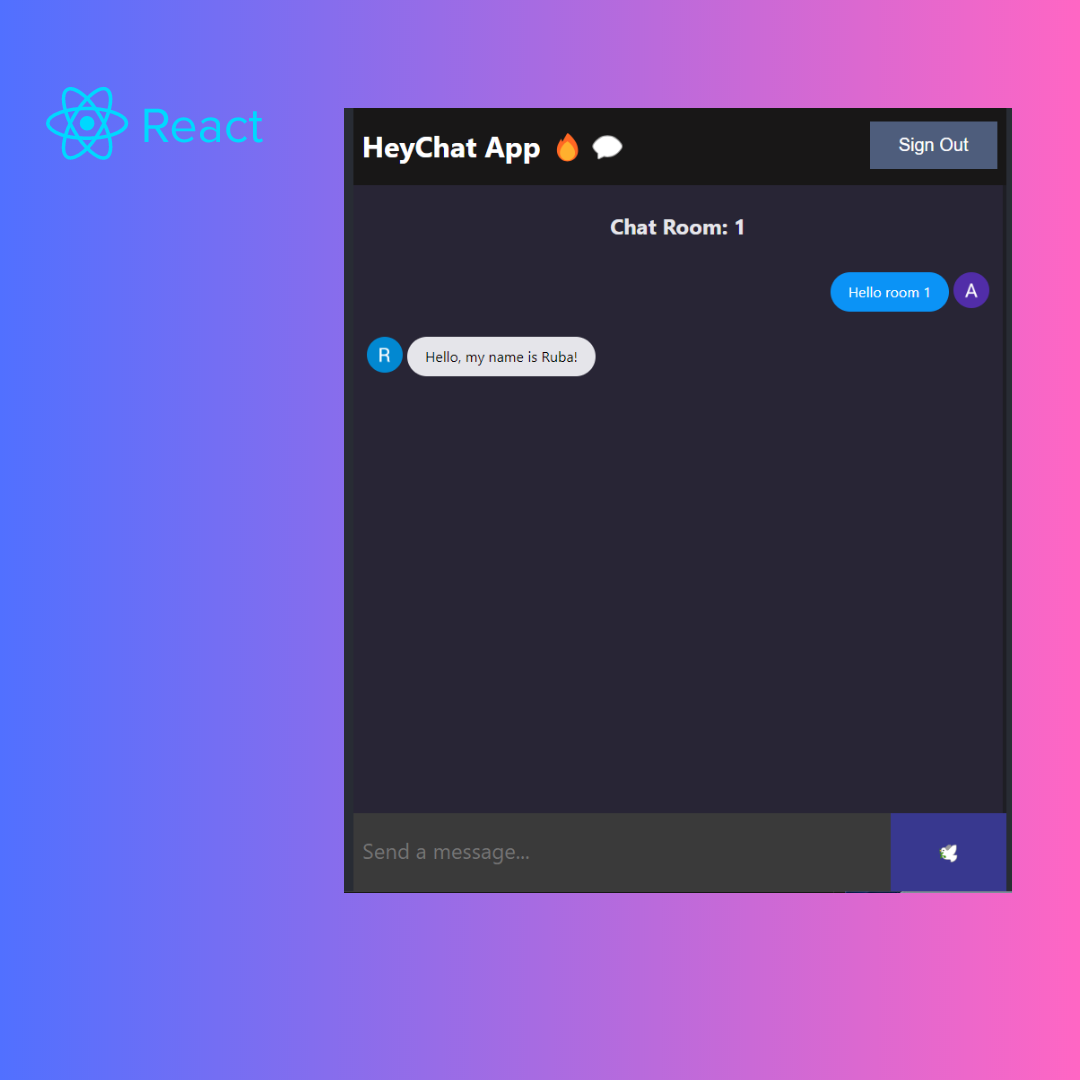 React
HeyChat App 🔥 💬
Sign Out
Chat Room: 1
Hello room 1
A
R
Hello, my name is Ruba!
Send a message...
🕊️